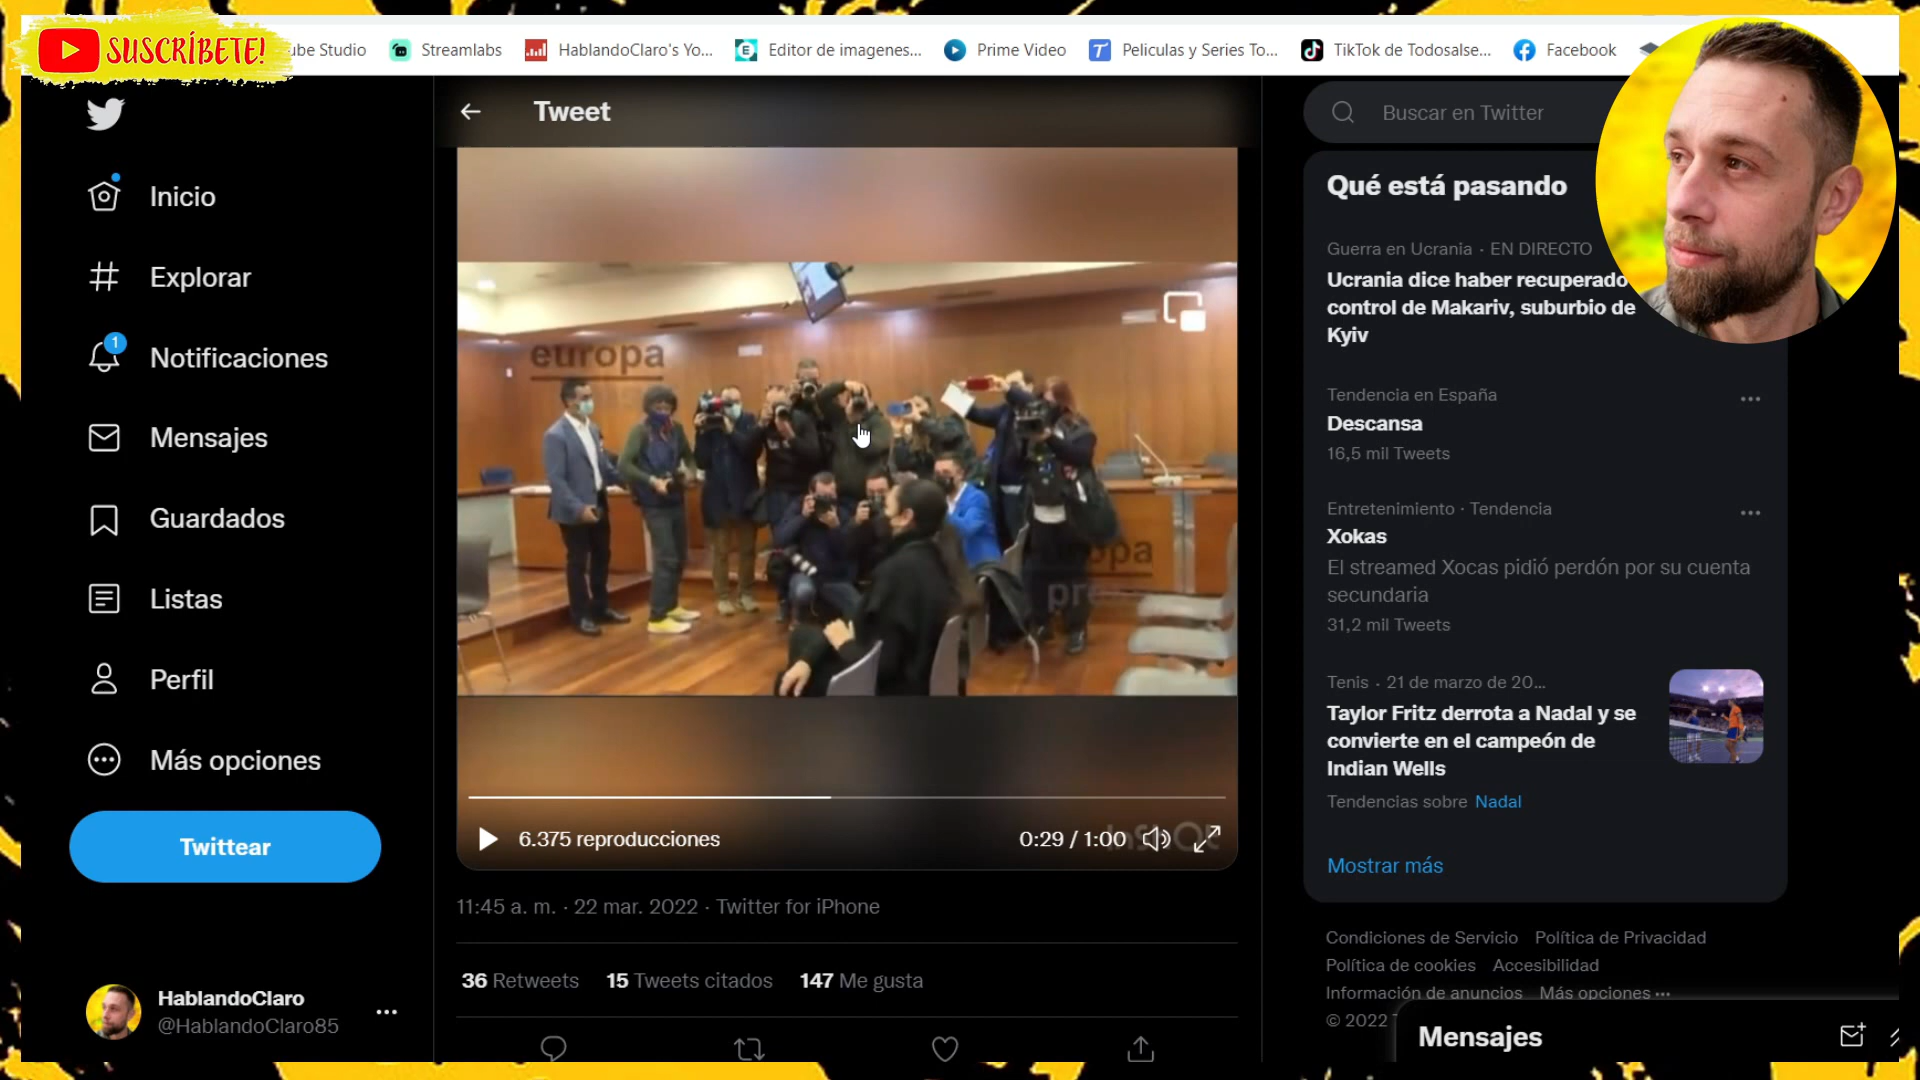 SUSCRÍBETE!
ube Studio
Streamlabs
HablandoClaro's Yo...
Editor de imagenes...
Prime Video
Peliculas y Series To...
TikTok de Todosalse...
Facebook
Tweet
Buscar en Twitter
Inicio
Explorar
1
Notificaciones
Mensajes
Guardados
Listas
Perfil
Más opciones
Twittear
HablandoClaro
@HablandoClaro85
europa
europa
pre
6.375 reproducciones
0:29 / 1:00
InShOt
11:45 a. m. · 22 mar. 2022 · Twitter for iPhone
36 Retweets 15 Tweets citados 147 Me gusta
Qué está pasando
Guerra en Ucrania · EN DIRECTO
Ucrania dice haber recuperado
control de Makariv, suburbio de
Kyiv
Tendencia en España
Descansa
16,5 mil Tweets
Entretenimiento · Tendencia
Xokas
El streamed Xocas pidió perdón por su cuenta
secundaria
31,2 mil Tweets
Tenis · 21 de marzo de 20...
Taylor Fritz derrota a Nadal y se
convierte en el campeón de
Indian Wells
Tendencias sobre Nadal
Mostrar más
Condiciones de Servicio Política de Privacidad
Política de cookies Accesibilidad
Información de anuncios Más opciones ...
© 2022
Mensajes